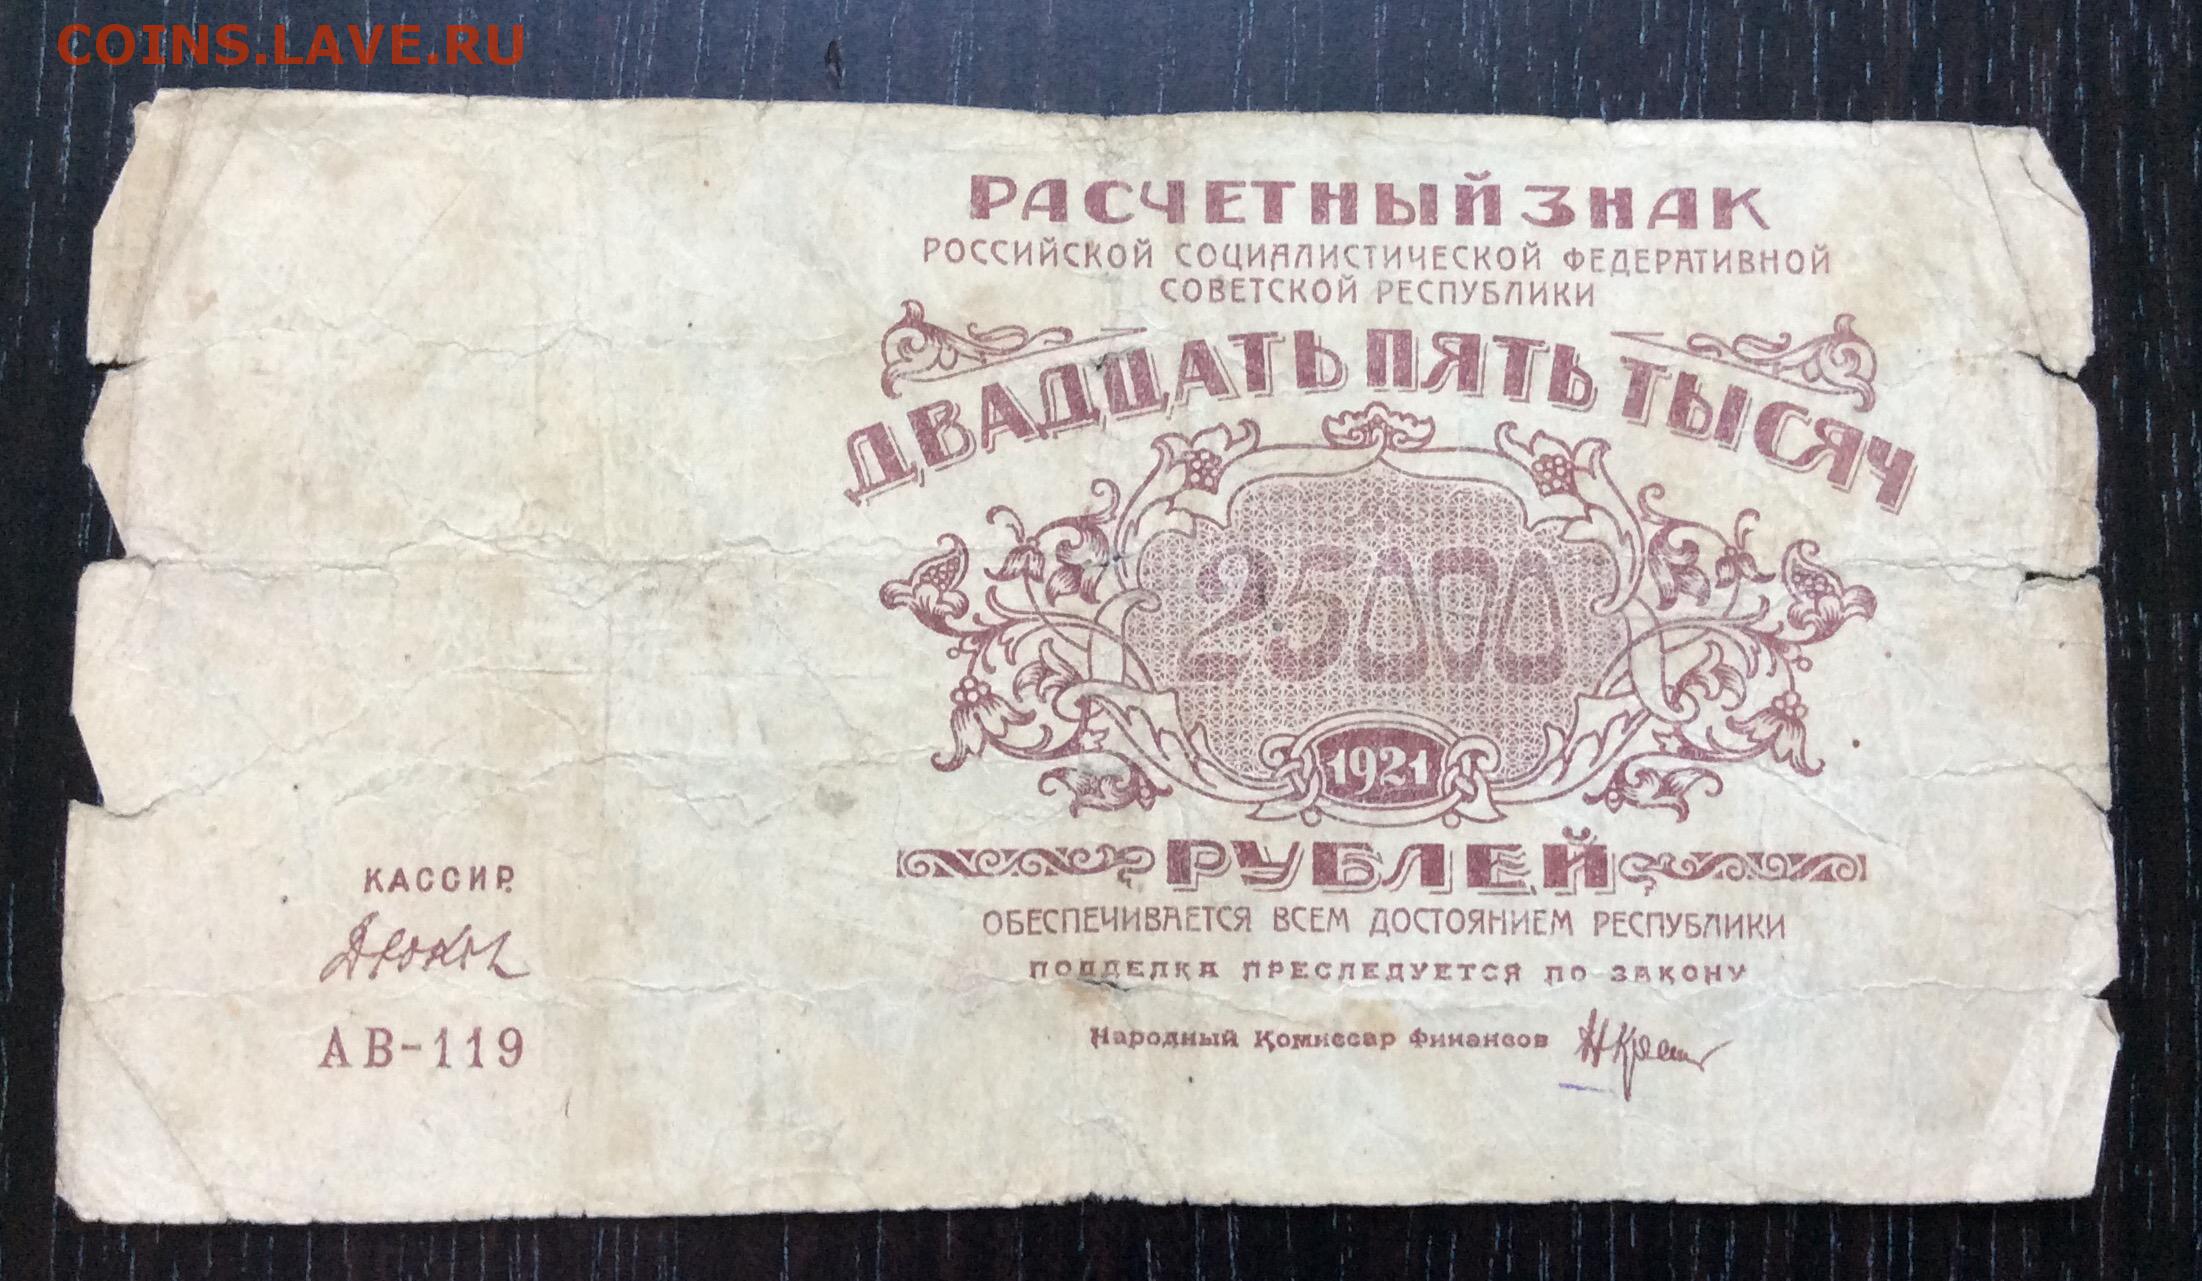 COINS.LAVE.RU
РАСЧЕТНЫЙ ЗНАК
РОССИЙСКОЙ СОЦИАЛИСТИЧЕСКОЙ ФЕДЕРАТИВНОЙ
СОВЕТСКОЙ РЕСПУБЛИКИ
ДВАДЦАТЬ ПЯТЬ ТЫСЯЧ
25000
1921
РУБЛЕЙ
ОБЕСПЕЧИВАЕТСЯ ВСЕМ ДОСТОЯНИЕМ РЕСПУБЛИКИ
ПОДДЕЛКА ПРЕСЛЕДУЕТСЯ ПО ЗАКОНУ
Народный Комиссар Финансов
КАССИР.
АВ-119